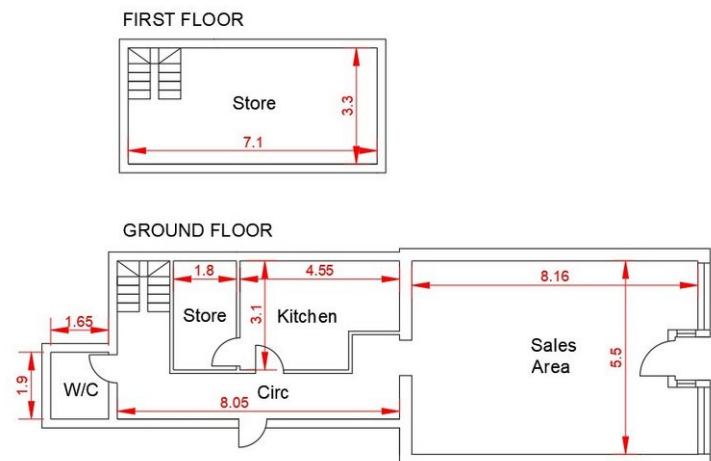 FIRST FLOOR
Store
3.3
7.1
GROUND FLOOR
1.8
4.55
8.16
1.65
Store
3.1
Kitchen
Sales
Area
5.5
1.9
W/C
Circ
8.05